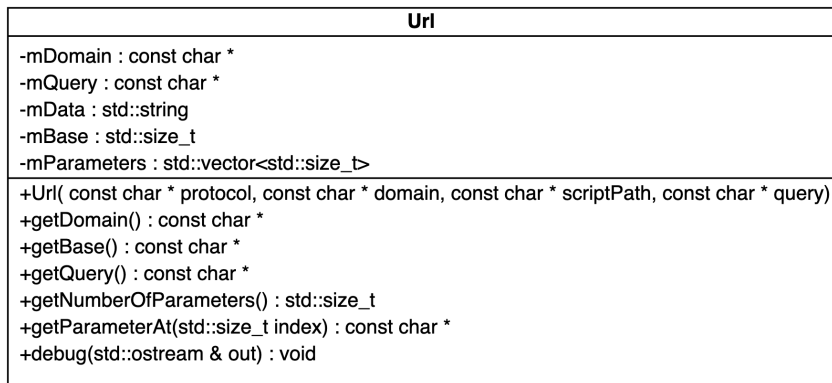 Url
-mDomain : const char *
-mQuery : const char *
-mData : std::string
-mBase : std::size_t
-mParameters : std::vector<std::size_t>
+Url( const char * protocol, const char * domain, const char * scriptPath, const char * query)
+getDomain() : const char *
+getBase() : const char *
+getQuery() : const char *
+getNumberOfParameters() : std::size_t
+getParameterAt(std::size_t index) : const char *
+debug(std::ostream & out) : void